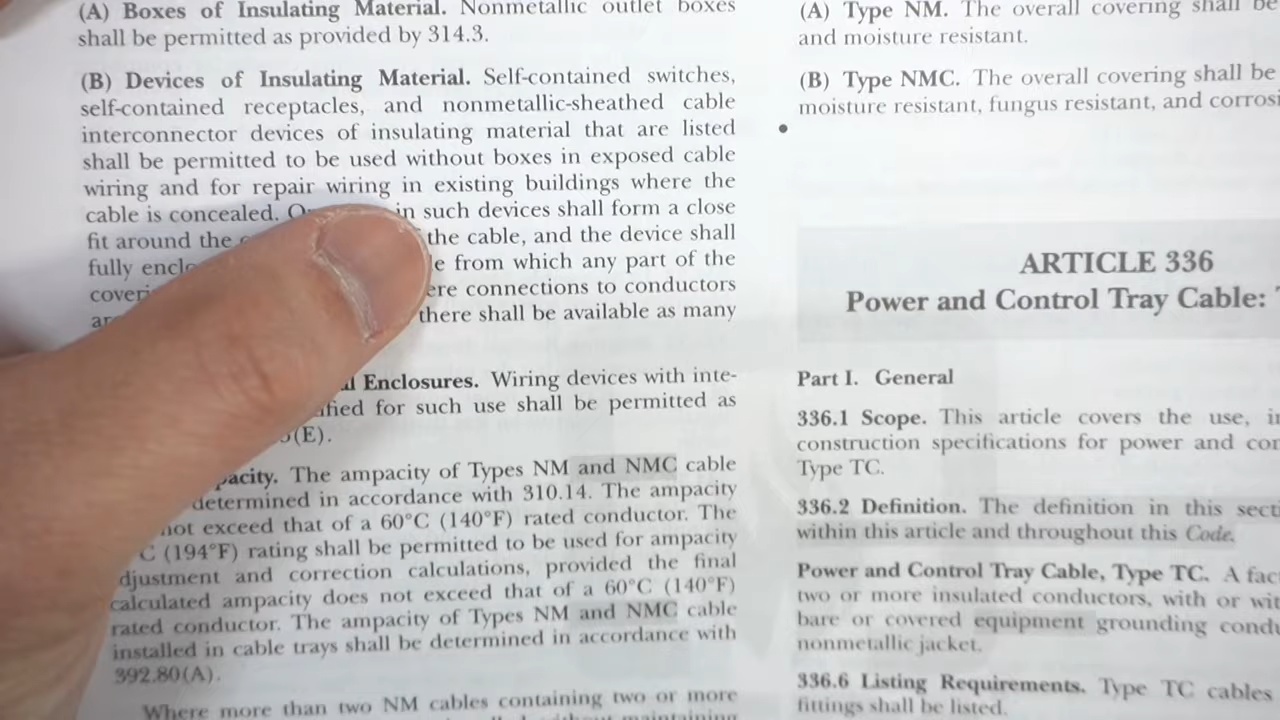 (A) Boxes of Insulating Material. Nonmetallic outlet boxes
shall be permitted as provided by 314.3.
(B) Devices of Insulating Material. Self-contained switches,
self-contained receptacles, and nonmetallic-sheathed cable
interconnector devices of insulating material that are listed
shall be permitted to be used without boxes in exposed cable
wiring and for repair wiring in existing buildings where the
cable is concealed. in such devices shall form a close
fit around the the cable, and the device shall
fully from which any part of the
connections to conductors
there shall be available as many
Enclosures. Wiring devices with inte-
for such use shall be permitted as
(E).
The ampacity of Types NM and NMC cable
determined in accordance with 310.14. The ampacity
not exceed that of a 60°C (140°F) rated conductor. The
C (194°F) rating shall be permitted to be used for ampacity
djustment and correction calculations, provided the final
calculated ampacity does not exceed that of a 60°C (140°F)
rated conductor. The ampacity of Types NM and NMC cable
installed in cable trays shall be determined in accordance with
392.80(A).
Where more than two NM cables containing two or more
(A) Type NM. The overall covering shall be
and moisture resistant.
(B) Type NMC. The overall covering shall be
moisture resistant, fungus resistant, and corrosi
ARTICLE 336
Power and Control Tray Cable:
Part I. General
336.1 Scope. This article covers the use,
construction specifications for power and con
Type TC.
336.2 Definition. The definition in this sect
within this article and throughout this Code.
Power and Control Tray Cable, Type TC. A fac
two or more insulated conductors, with or wit
bare or covered equipment grounding cond
nonmetallic jacket.
336.6 Listing Requirements. Type TC cables
fittings shall be listed.